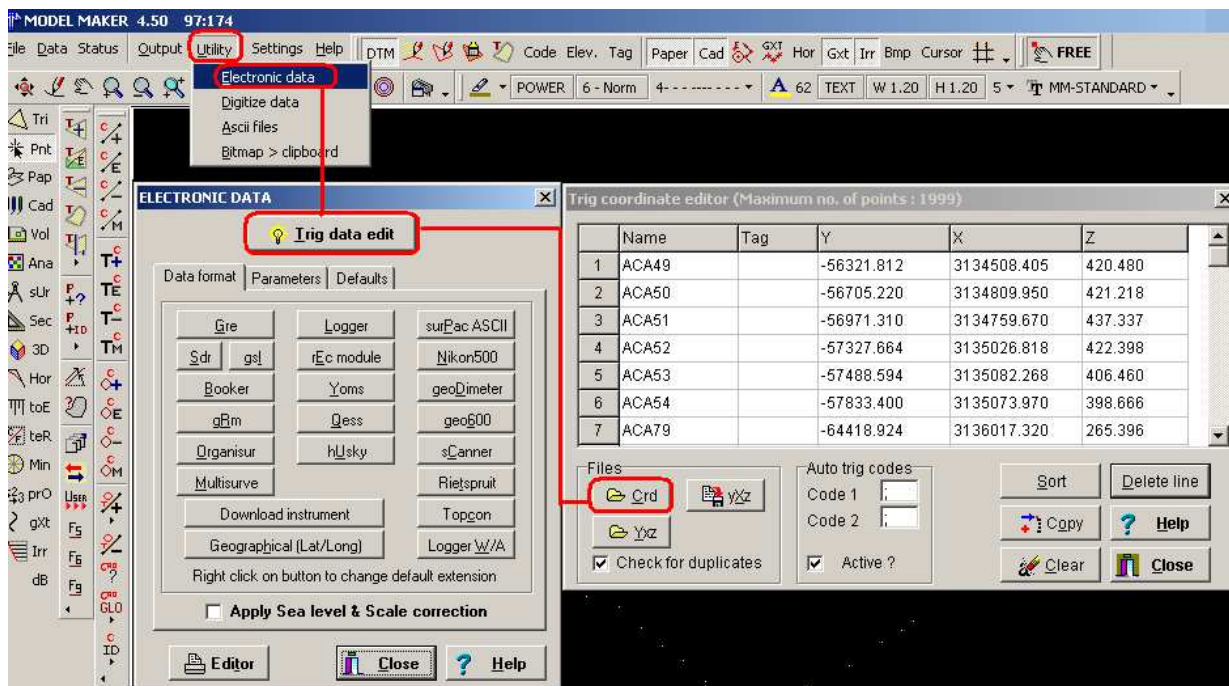 MODEL MAKER 4.50 97:174
File Data Status Output Utility Settings Help DTM Code Elev. Tag Paper Cad GXT Hor Gxt Irr Bmp Cursor FREE
POWER 6 - Norm 4- A 62 TEXT W 1.20 H 1.20 5 MM-STANDARD
Electronic data
Digitize data
Ascii files
Bitmap > clipboard
Tri
Pnt
Pap
Cad
Vol
Ana
sUr
Sec
3D
Hor
toE
teR
Min
prO
gXt
Irr
dB
USER
F5
F6
F9
GLO
ID
ELECTRONIC DATA
Trig data edit
Data format Parameters Defaults
Gre Logger surPac ASCII
Sdr gsI rEc module Nikon500
Booker Yoms geoDimeter
gRm Qess geo600
Organisur hUsky sCanner
Multisurve Rietspruit
Download instrument Topcon
Geographical (Lat/Long) Logger W/A
Right click on button to change default extension
Apply Sea level & Scale correction
Editor Close Help
Trig coordinate editor (Maximum no. of points : 1999)
Name Tag Y X Z
1 ACA49 -56321.812 3134508.405 420.480
2 ACA50 -56705.220 3134809.950 421.218
3 ACA51 -56971.310 3134759.670 437.337
4 ACA52 -57327.664 3135026.818 422.398
5 ACA53 -57488.594 3135082.268 406.460
6 ACA54 -57833.400 3135073.970 398.666
7 ACA79 -64418.924 3136017.320 265.396
Files
Crd yXz
Yxz
Check for duplicates
Auto trig codes
Code 1 ;
Code 2 ;
Active ?
Sort Delete line
Copy Help
Clear Close